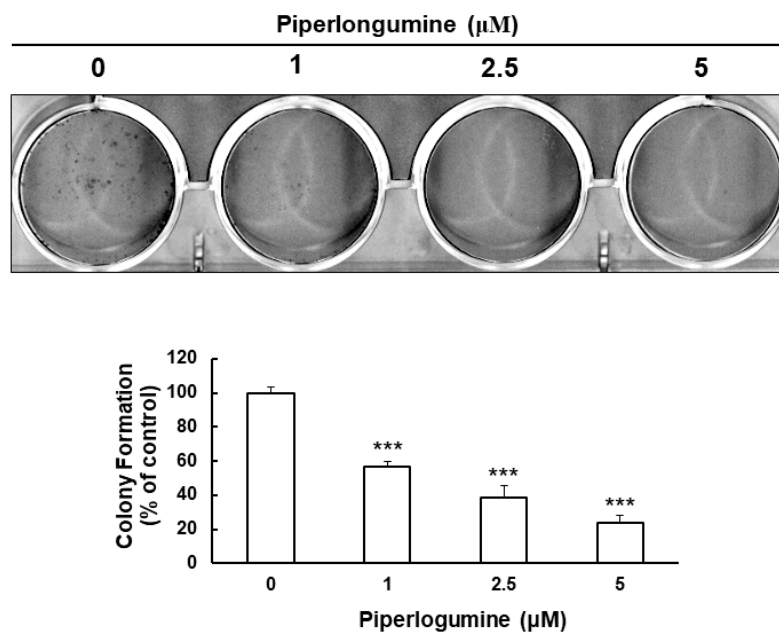 Piperlongumine (µM)
0 1 2.5 5
120
100
80
60
40
20
0
Colony Formation
(% of control)
***
***
***
0 1 2.5 5
Piperlogumine (µM)